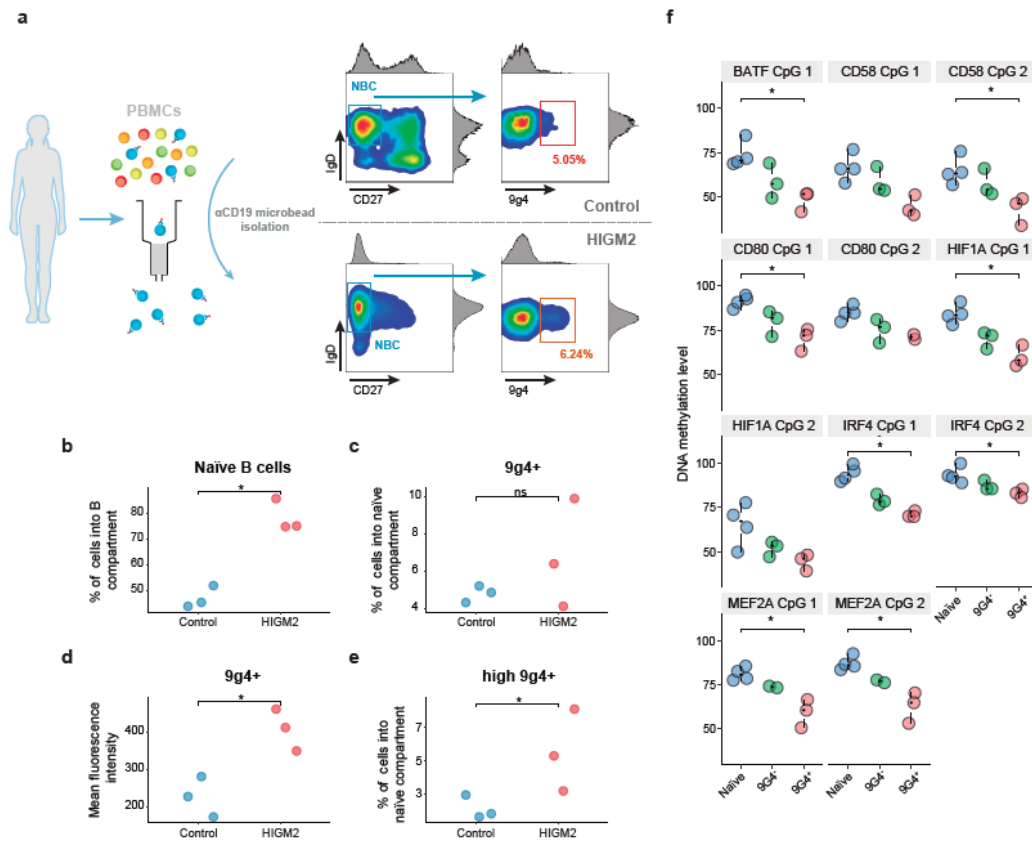 a
PBMCs
αCD19 microbead
isolation
NBC
IgD
CD27
9g4
5.05%
Control
HIGM2
NBC
IgD
CD27
9g4
6.24%
b
Naïve B cells
*
% of cells into B
compartment
80
70
60
50
Control
HIGM2
c
9g4+
ns
% of cells into naïve
compartment
10
8
6
4
Control
HIGM2
d
9g4+
*
Mean fluorescence
intensity
400
300
200
Control
HIGM2
e
high 9g4+
*
% of cells into
naïve compartment
7
5
3
Control
HIGM2
f
DNA methylation level
BATF CpG 1
CD58 CpG 1
CD58 CpG 2
*
*
100
75
50
CD80 CpG 1
CD80 CpG 2
HIF1A CpG 1
*
*
100
75
50
HIF1A CpG 2
IRF4 CpG 1
IRF4 CpG 2
*
*
100
75
50
Naïve
9G4-
9G4+
MEF2A CpG 1
MEF2A CpG 2
*
*
100
75
50
Naïve
9G4-
9G4+
Naïve
9G4-
9G4+